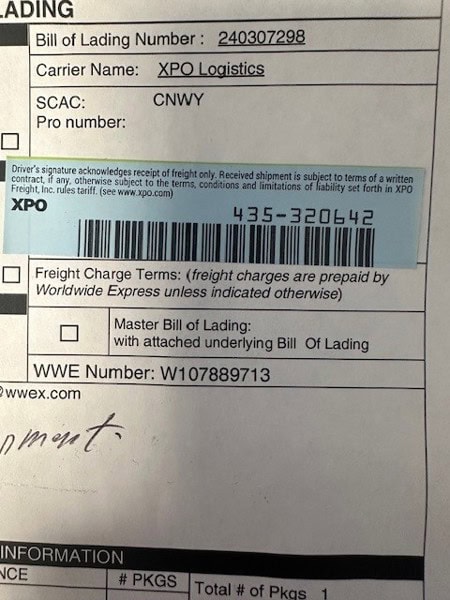 LADING
Bill of Lading Number : 240307298
Carrier Name: XPO Logistics
SCAC: CNWY
Pro number:
Driver's signature acknowledges receipt of freight only. Received shipment is subject to terms of a written
contract, if any, otherwise subject to the terms, conditions and limitations of liability set forth in XPO
Freight, Inc. rules tariff. (see www.xpo.com)
XPO
435-320642
Freight Charge Terms: (freight charges are prepaid by
Worldwide Express unless indicated otherwise)
Master Bill of Lading:
with attached underlying Bill Of Lading
WWE Number: W107889713
@wwex.com
INFORMATION
NCE
# PKGS
Total # of Pkgs 1